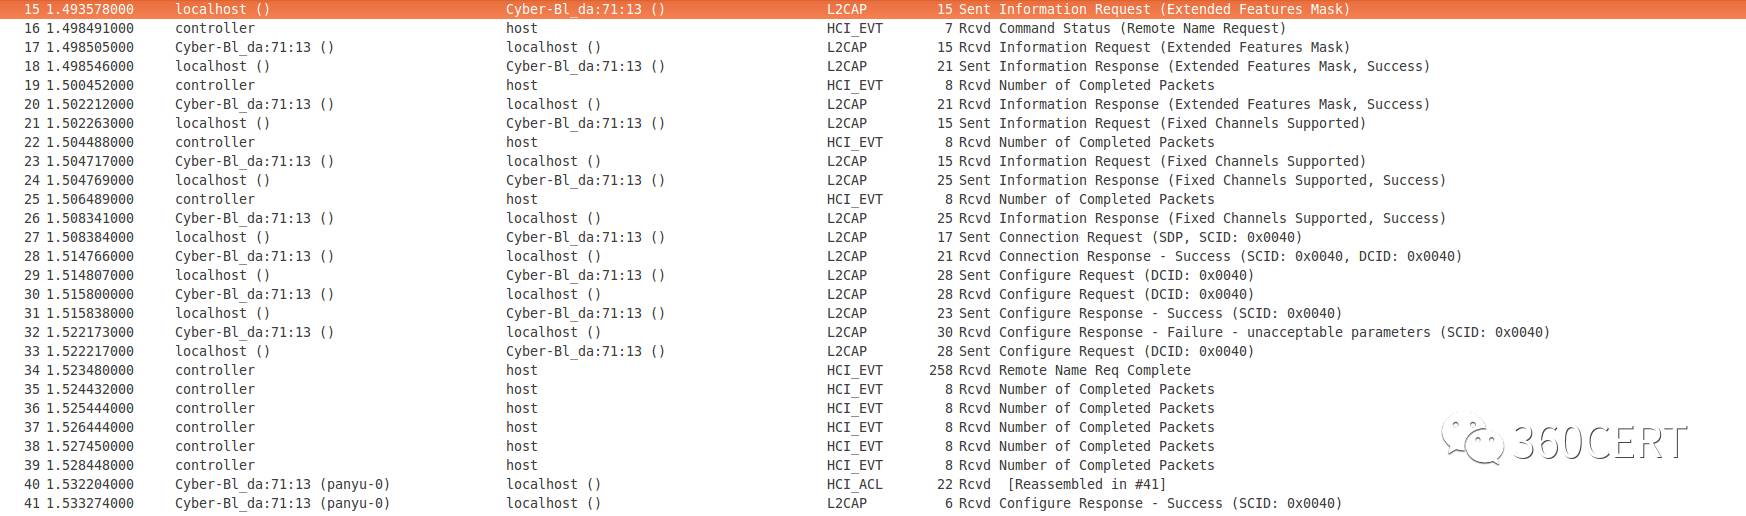 15 1.493578000 localhost () Cyber-Bl_da:71:13 () L2CAP 15 Sent Information Request (Extended Features Mask)
16 1.498491000 controller host HCI_EVT 7 Rcvd Command Status (Remote Name Request)
17 1.498505000 Cyber-Bl_da:71:13 () localhost () L2CAP 15 Rcvd Information Request (Extended Features Mask)
18 1.498546000 localhost () Cyber-Bl_da:71:13 () L2CAP 21 Sent Information Response (Extended Features Mask, Success)
19 1.500452000 controller host HCI_EVT 8 Rcvd Number of Completed Packets
20 1.502212000 Cyber-Bl_da:71:13 () localhost () L2CAP 21 Rcvd Information Response (Extended Features Mask, Success)
21 1.502263000 localhost () Cyber-Bl_da:71:13 () L2CAP 15 Sent Information Request (Fixed Channels Supported)
22 1.504488000 controller host HCI_EVT 8 Rcvd Number of Completed Packets
23 1.504717000 Cyber-Bl_da:71:13 () localhost () L2CAP 15 Rcvd Information Request (Fixed Channels Supported)
24 1.504769000 localhost () Cyber-Bl_da:71:13 () L2CAP 25 Sent Information Response (Fixed Channels Supported, Success)
25 1.506489000 controller host HCI_EVT 8 Rcvd Number of Completed Packets
26 1.508341000 Cyber-Bl_da:71:13 () localhost () L2CAP 25 Rcvd Information Response (Fixed Channels Supported, Success)
27 1.508384000 localhost () Cyber-Bl_da:71:13 () L2CAP 17 Sent Connection Request (SDP, SCID: 0x0040)
28 1.514766000 Cyber-Bl_da:71:13 () localhost () L2CAP 21 Rcvd Connection Response - Success (SCID: 0x0040, DCID: 0x0040)
29 1.514807000 localhost () Cyber-Bl_da:71:13 () L2CAP 28 Sent Configure Request (DCID: 0x0040)
30 1.515800000 Cyber-Bl_da:71:13 () localhost () L2CAP 28 Rcvd Configure Request (DCID: 0x0040)
31 1.515838000 localhost () Cyber-Bl_da:71:13 () L2CAP 23 Sent Configure Response - Success (SCID: 0x0040)
32 1.522173000 Cyber-Bl_da:71:13 () localhost () L2CAP 30 Rcvd Configure Response - Failure - unacceptable parameters (SCID: 0x0040)
33 1.522217000 localhost () Cyber-Bl_da:71:13 () L2CAP 28 Sent Configure Request (DCID: 0x0040)
34 1.523480000 controller host HCI_EVT 258 Rcvd Remote Name Req Complete
35 1.524432000 controller host HCI_EVT 8 Rcvd Number of Completed Packets
36 1.525444000 controller host HCI_EVT 8 Rcvd Number of Completed Packets
37 1.526444000 controller host HCI_EVT 8 Rcvd Number of Completed Packets
38 1.527450000 controller host HCI_EVT 8 Rcvd Number of Completed Packets
39 1.528448000 controller host HCI_EVT 8 Rcvd Number of Completed Packets
40 1.532204000 Cyber-Bl_da:71:13 (panyu-0) localhost () HCI_ACL 22 Rcvd [Reassembled in #41]
41 1.533274000 Cyber-Bl_da:71:13 (panyu-0) localhost () L2CAP 6 Rcvd Configure Response - Success (SCID: 0x0040)
360CERT